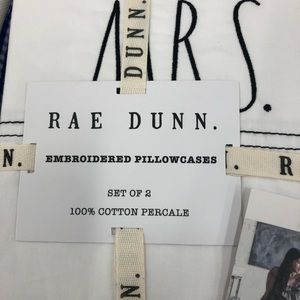 MRS.
DUNN.
RAE DUNN.
EMBROIDERED PILLOWCASES
N.
R
SET OF 2
100% COTTON PERCALE
N.